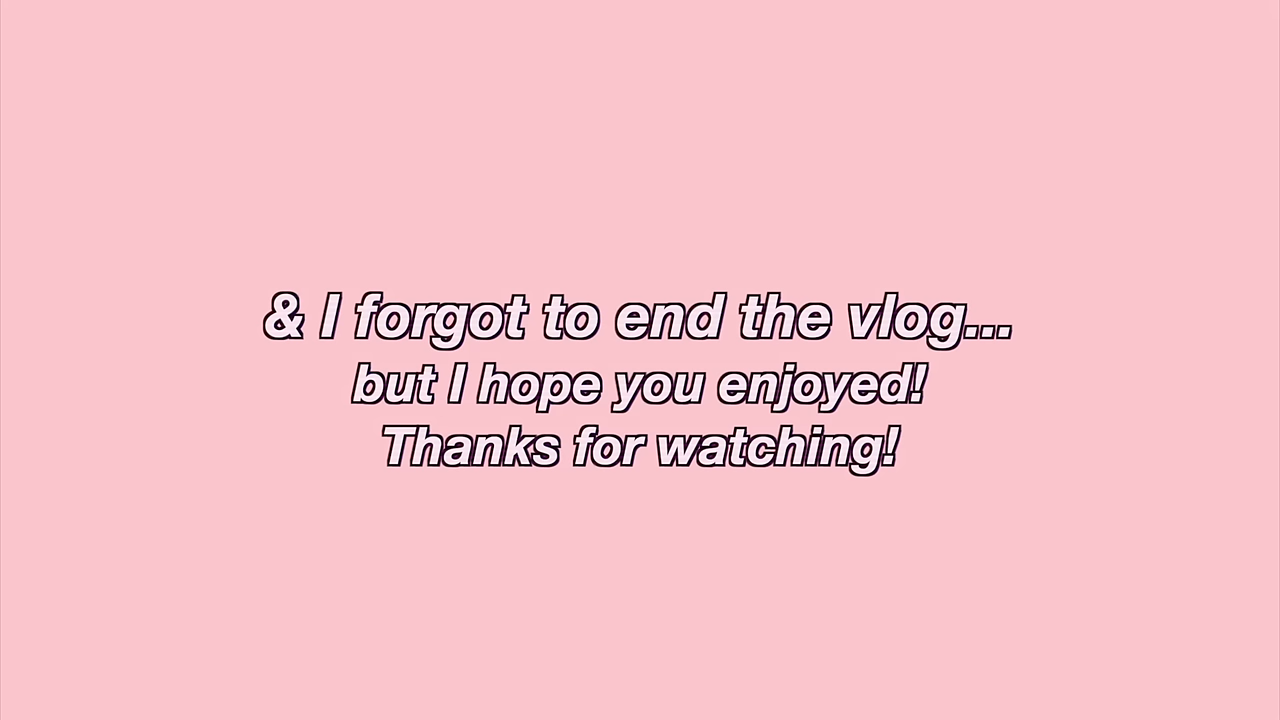 & I forgot to end the vlog...
but I hope you enjoyed!
Thanks for watching!